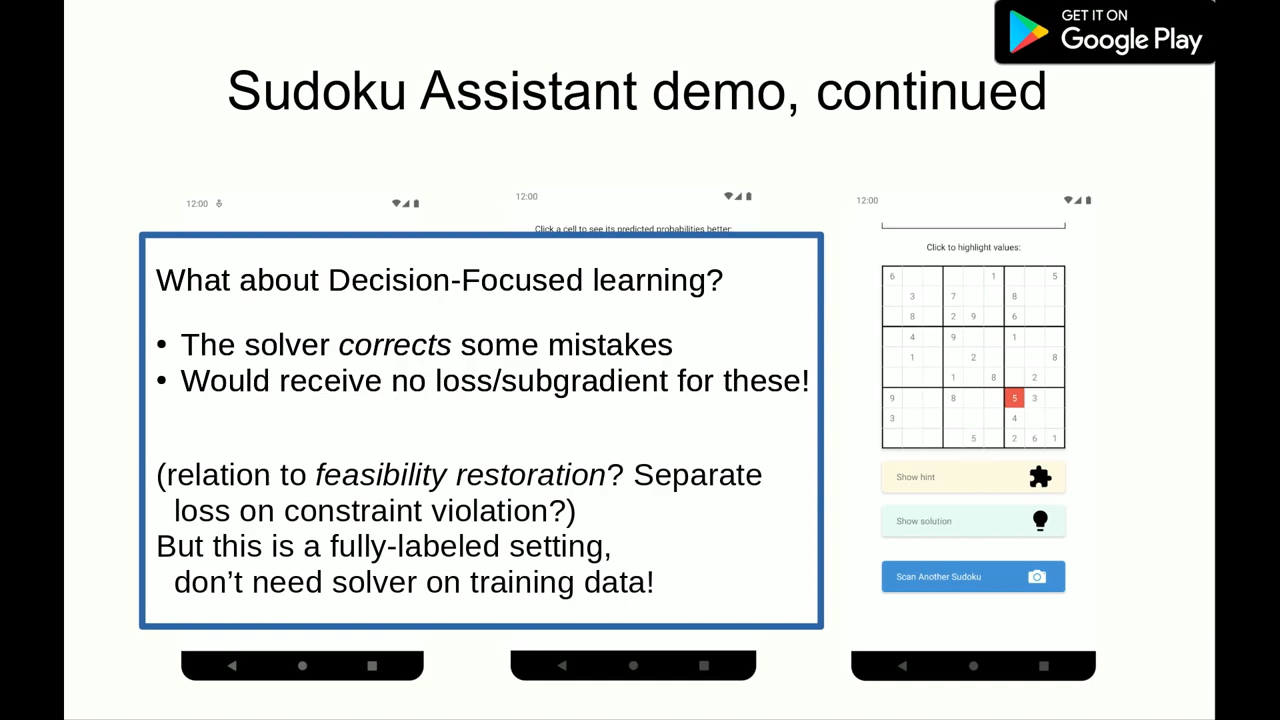 GET IT ON
Google Play
Sudoku Assistant demo, continued
12:00
12:00
12:00
Click a cell to see its predicted probabilities better:
What about Decision-Focused learning?
• The solver corrects some mistakes
• Would receive no loss/subgradient for these!
(relation to feasibility restoration? Separate
loss on constraint violation?)
But this is a fully-labeled setting,
don't need solver on training data!
Click to highlight values:
6 1 5
3 7 8
8 2 9 6
4 9 1
1 2 8
1 8 2
9 8 5 3
3 4
5 2 6 1
Show hint
Show solution
Scan Another Sudoku